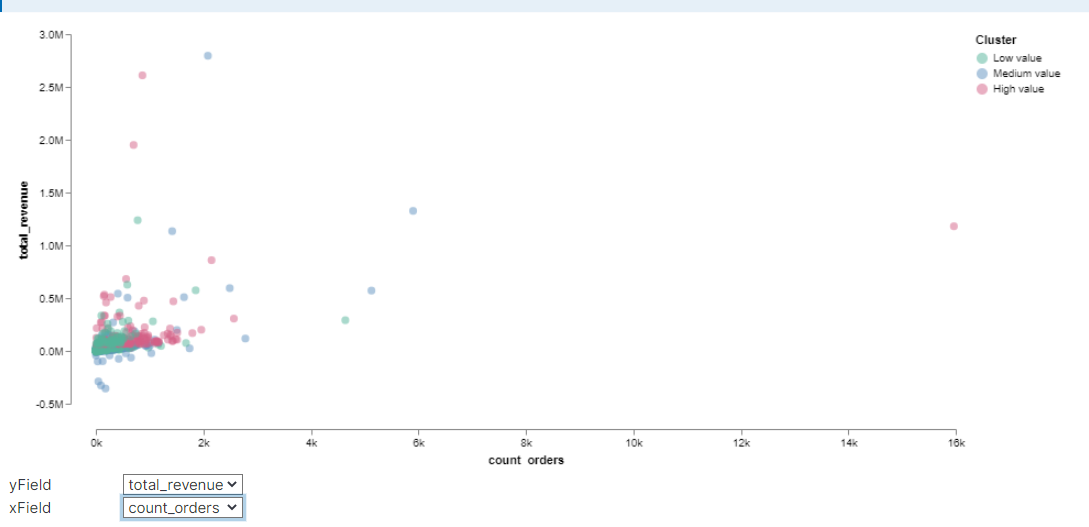 Cluster
Low value
Medium value
High value
3.0M
2.5M
2.0M
1.5M
1.0M
0.5M
0.0M
-0.5M
total_revenue
0k 2k 4k 6k 8k 10k 12k 14k 16k
count_orders
yField total_revenue
xField count_orders